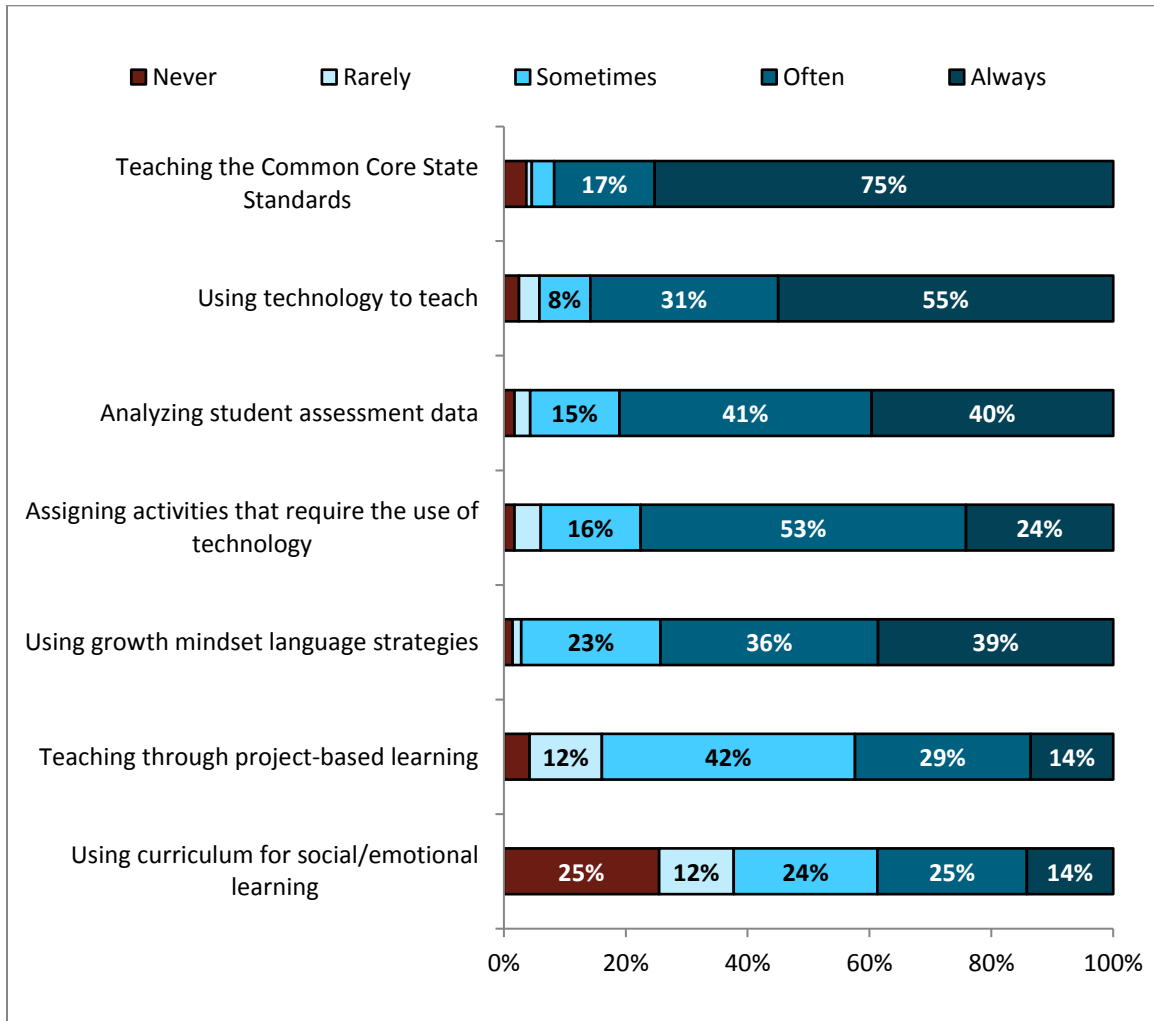 Never Rarely Sometimes Often Always
Teaching the Common Core State
Standards
17% 75%
Using technology to teach
8% 31% 55%
Analyzing student assessment data
15% 41% 40%
Assigning activities that require the use of
technology
16% 53% 24%
Using growth mindset language strategies
23% 36% 39%
Teaching through project-based learning
12% 42% 29% 14%
Using curriculum for social/emotional
learning
25% 12% 24% 25% 14%
0% 20% 40% 60% 80% 100%